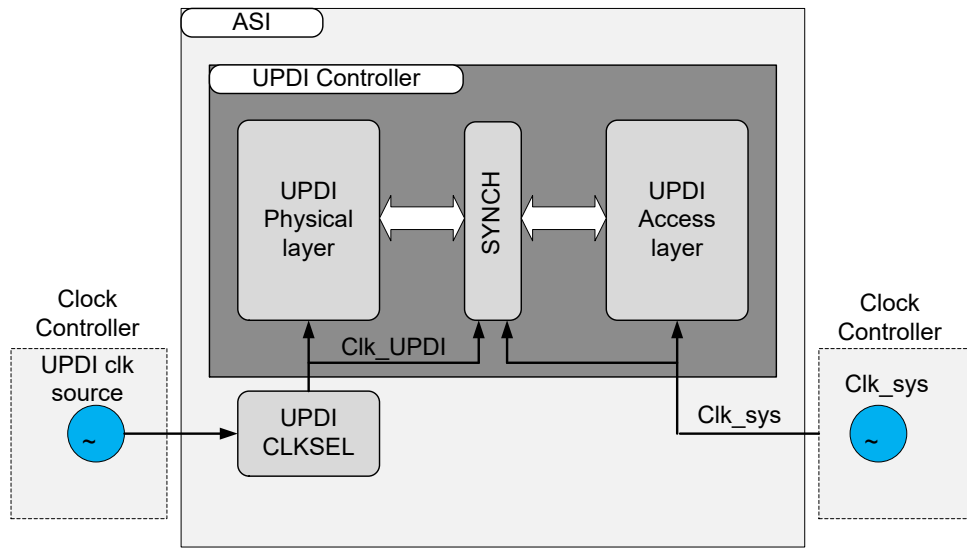 ASI
UPDI Controller
UPDI
Physical
layer
SYNCH
UPDI
Access
layer
Clock
Controller
UPDI clk
source
~
Clk_UPDI
UPDI
CLKSEL
Clk_sys
Clock
Controller
Clk_sys
~